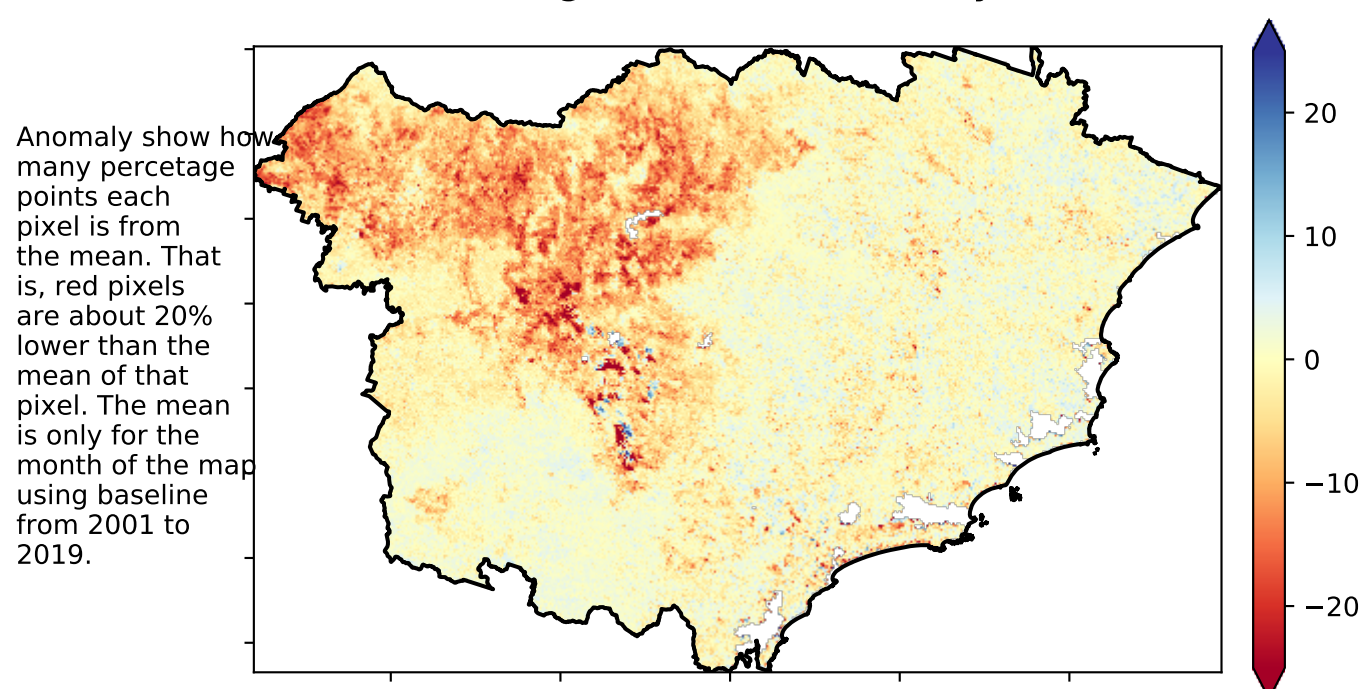 Anomaly show how
many percetage
points each
pixel is from
the mean. That
is, red pixels
are about 20%
lower than the
mean of that
pixel. The mean
is only for the
month of the map
using baseline
from 2001 to
2019.
20
10
0
−10
−20